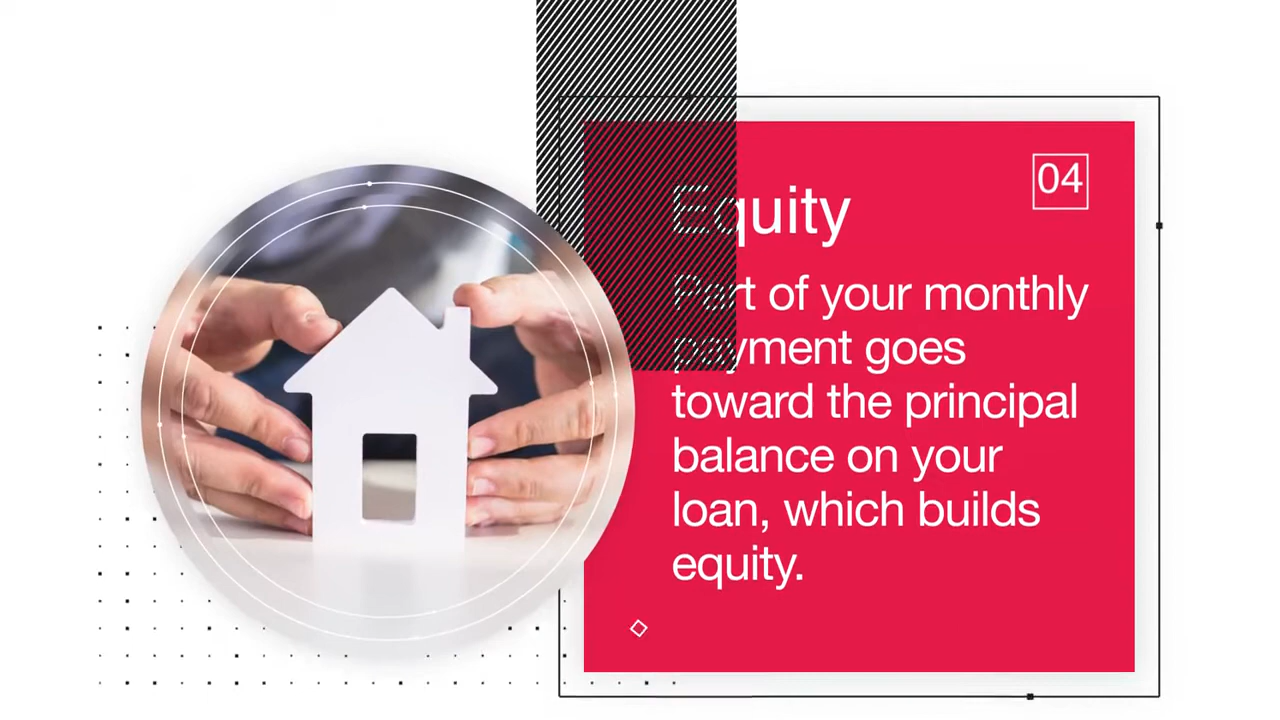 04
Equity
Part of your monthly
payment goes
toward the principal
balance on your
loan, which builds
equity.